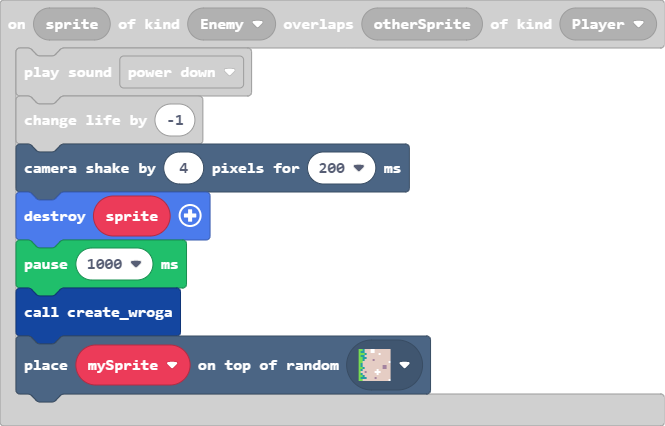 on sprite of kind Enemy overlaps otherSprite of kind Player
play sound power down
change life by -1
camera shake by 4 pixels for 200 ms
destroy sprite
pause 1000 ms
call create_wroga
place mySprite on top of random